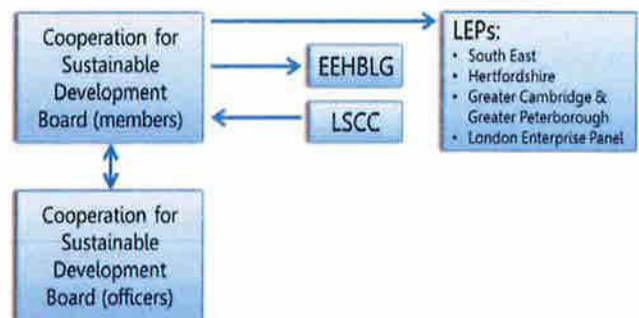 Cooperation for
Sustainable
Development
Board (members)
EEHBLG
LSCC
LEPs:
• South East
• Hertfordshire
• Greater Cambridge &
Greater Peterborough
• London Enterprise Panel
Cooperation for
Sustainable
Development
Board (officers)